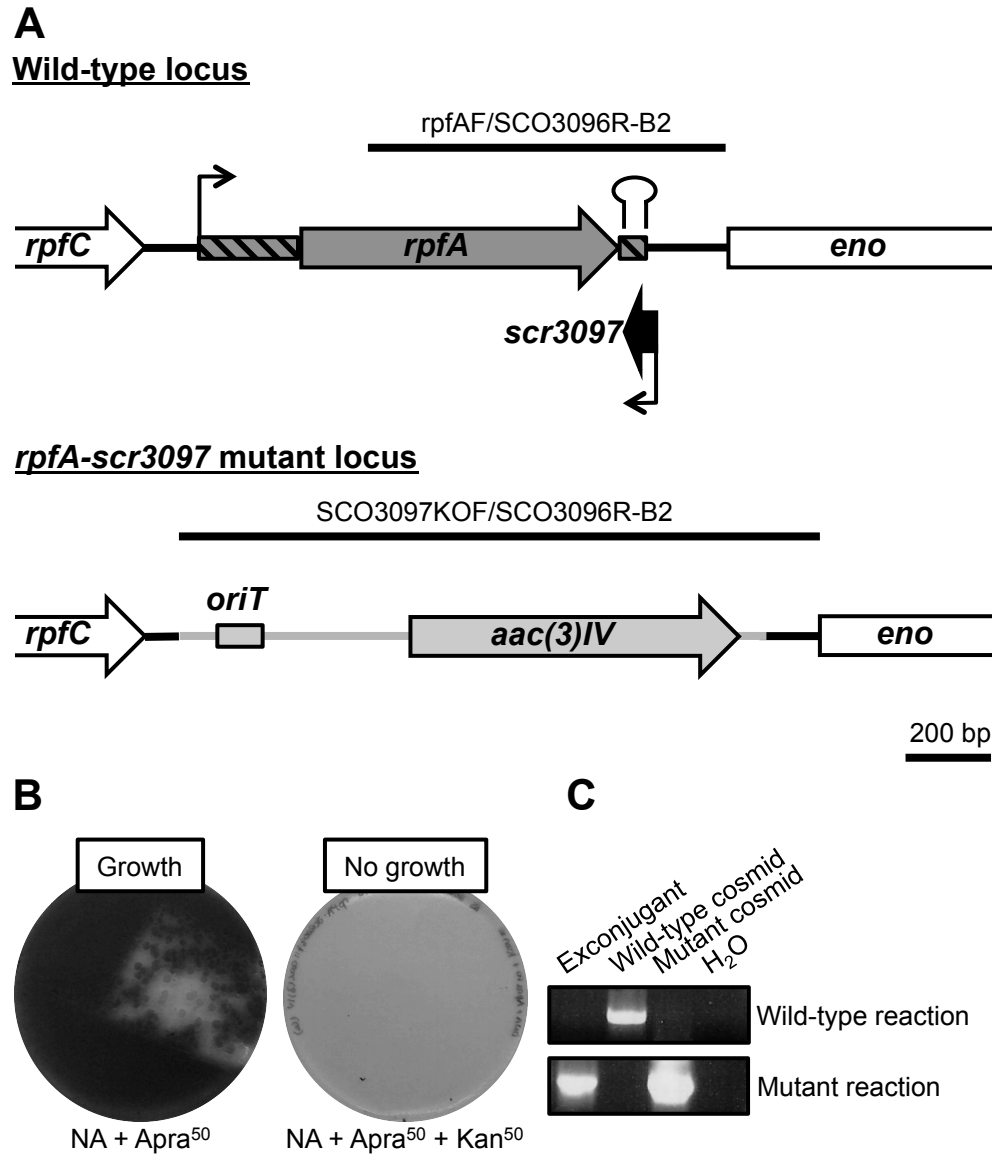 A
Wild-type locus
rpfAF/SCO3096R-B2
rpfC
rpfA
eno
scr3097
rpfA-scr3097 mutant locus
SCO3097KOF/SCO3096R-B2
rpfC
oriT
aac(3)IV
eno
200 bp
B
Growth
No growth
NA + Apra⁵⁰
NA + Apra⁵⁰ + Kan⁵⁰
C
Exconjugant
Wild-type cosmid
Mutant cosmid
H₂O
Wild-type reaction
Mutant reaction